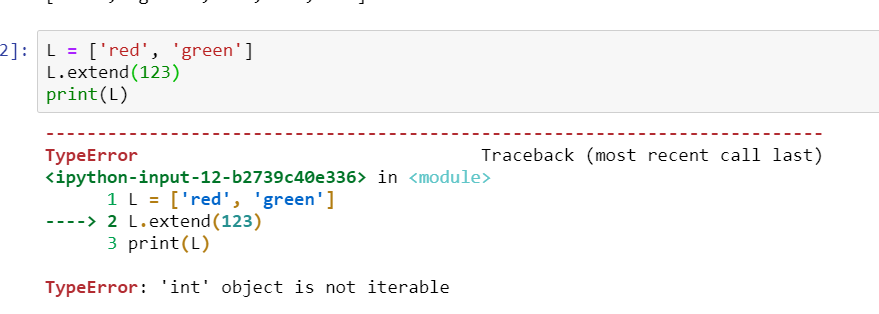 2]: L = ['red', 'green']
L.extend(123)
print(L)
---------------------------------------------------------------------------
TypeError Traceback (most recent call last)
<ipython-input-12-b2739c40e336> in <module>
1 L = ['red', 'green']
----> 2 L.extend(123)
3 print(L)
TypeError: 'int' object is not iterable